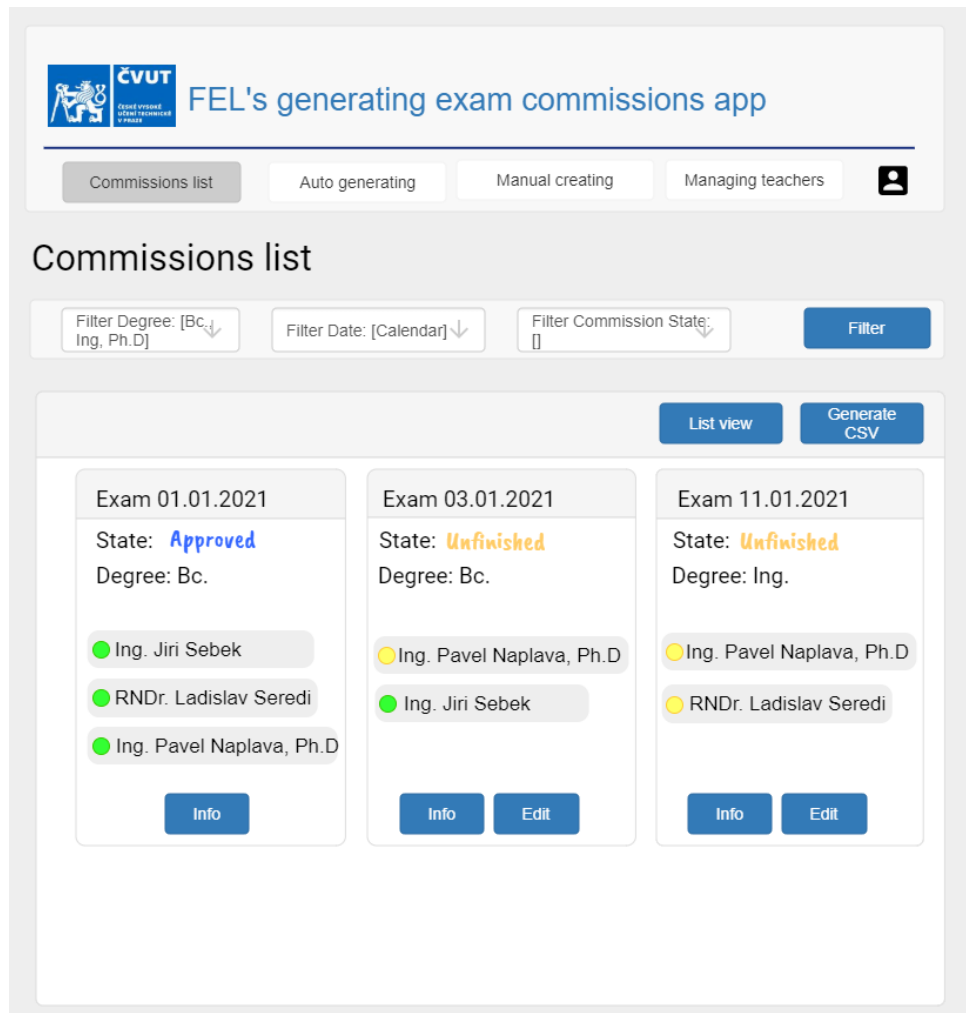 ČVUT
ČESKÉ VYSOKÉ
UČENÍ TECHNICKÉ
V PRAZE
FEL's generating exam commissions app
Commissions list
Auto generating
Manual creating
Managing teachers
Commissions list
Filter Degree: [Bc.,
Ing, Ph.D]
Filter Date: [Calendar]
Filter Commission State:
[]
Filter
List view
Generate
CSV
Exam 01.01.2021
State: Approved
Degree: Bc.
Ing. Jiri Sebek
RNDr. Ladislav Seredi
Ing. Pavel Naplava, Ph.D
Info
Exam 03.01.2021
State: Unfinished
Degree: Bc.
Ing. Pavel Naplava, Ph.D
Ing. Jiri Sebek
Info
Edit
Exam 11.01.2021
State: Unfinished
Degree: Ing.
Ing. Pavel Naplava, Ph.D
RNDr. Ladislav Seredi
Info
Edit